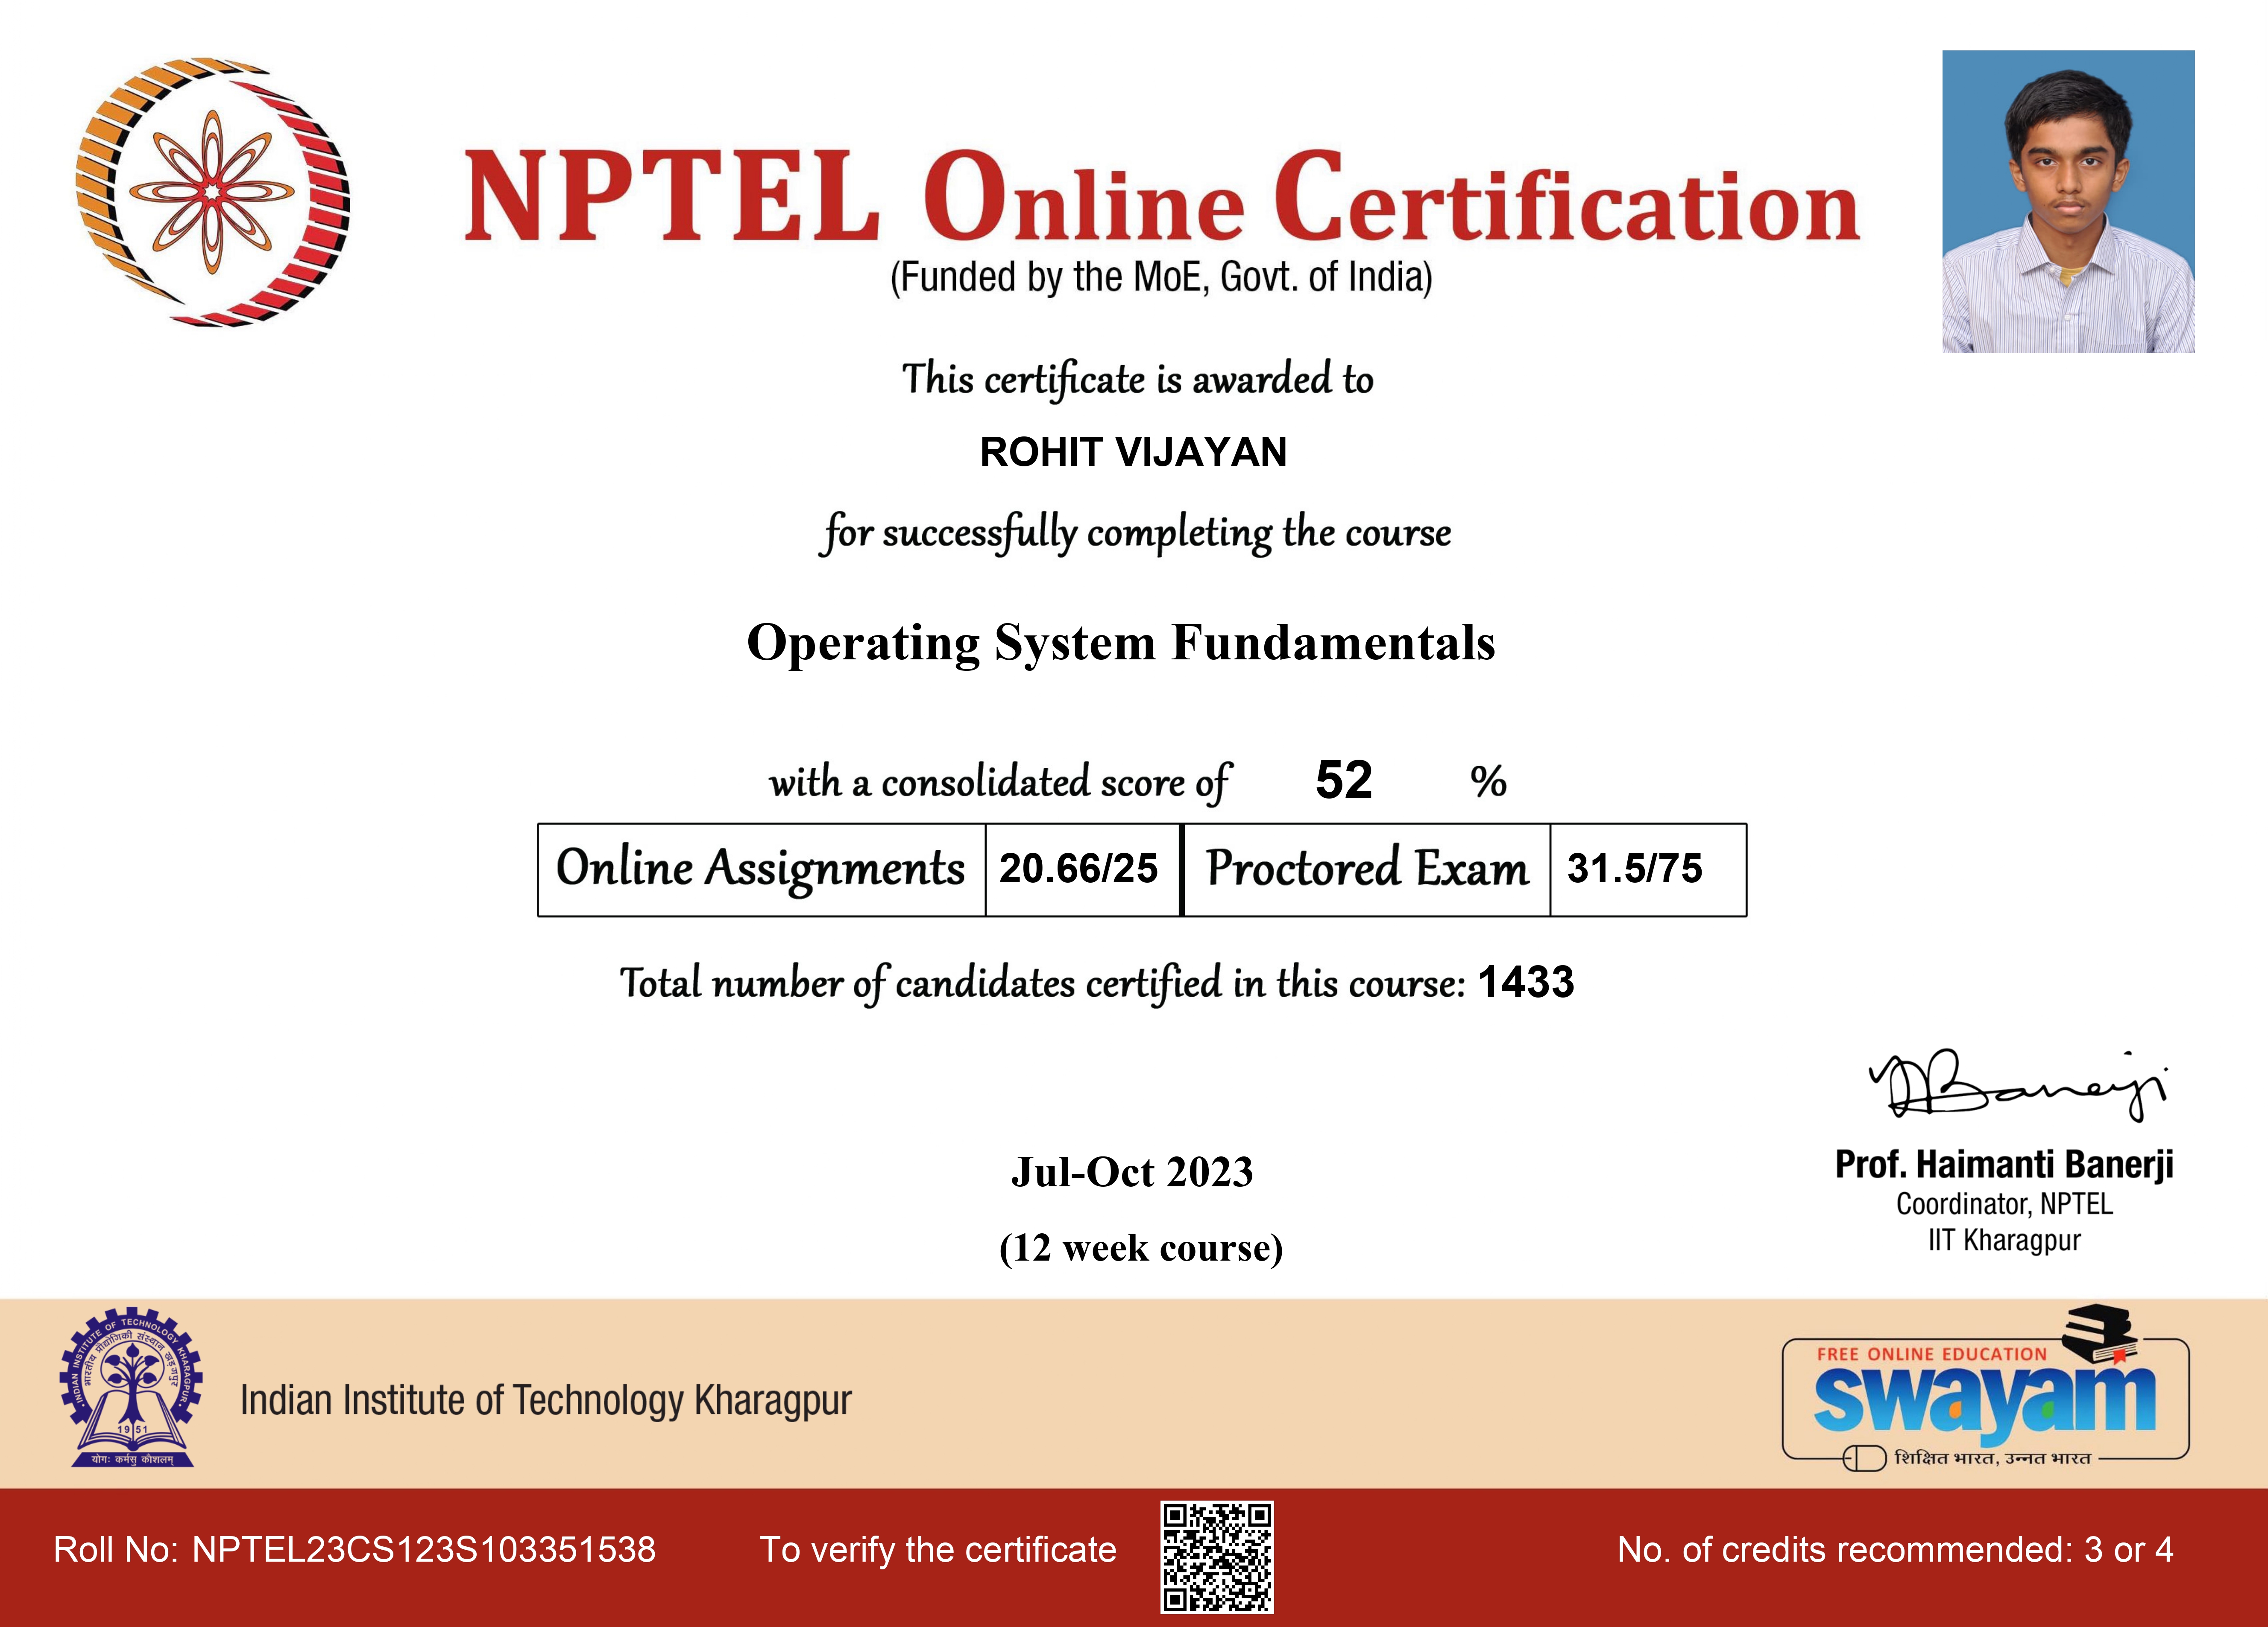 NPTEL Online Certification
(Funded by the MoE, Govt. of India)
This certificate is awarded to
ROHIT VIJAYAN
for successfully completing the course
Operating System Fundamentals
with a consolidated score of 52 %
Online Assignments 20.66/25 Proctored Exam 31.5/75
Total number of candidates certified in this course: 1433
Banerji
Jul-Oct 2023
(12 week course)
Prof. Haimanti Banerji
Coordinator, NPTEL
IIT Kharagpur
INDIAN INSTITUTE OF TECHNOLOGY KHARAGPUR
भारतीय प्रौद्योगिकी संस्थान खड़गपुर
1951
योगः कर्मसु कौशलम्
Indian Institute of Technology Kharagpur
FREE ONLINE EDUCATION
swayam
शिक्षित भारत, उन्नत भारत
Roll No: NPTEL23CS123S103351538
To verify the certificate
No. of credits recommended: 3 or 4